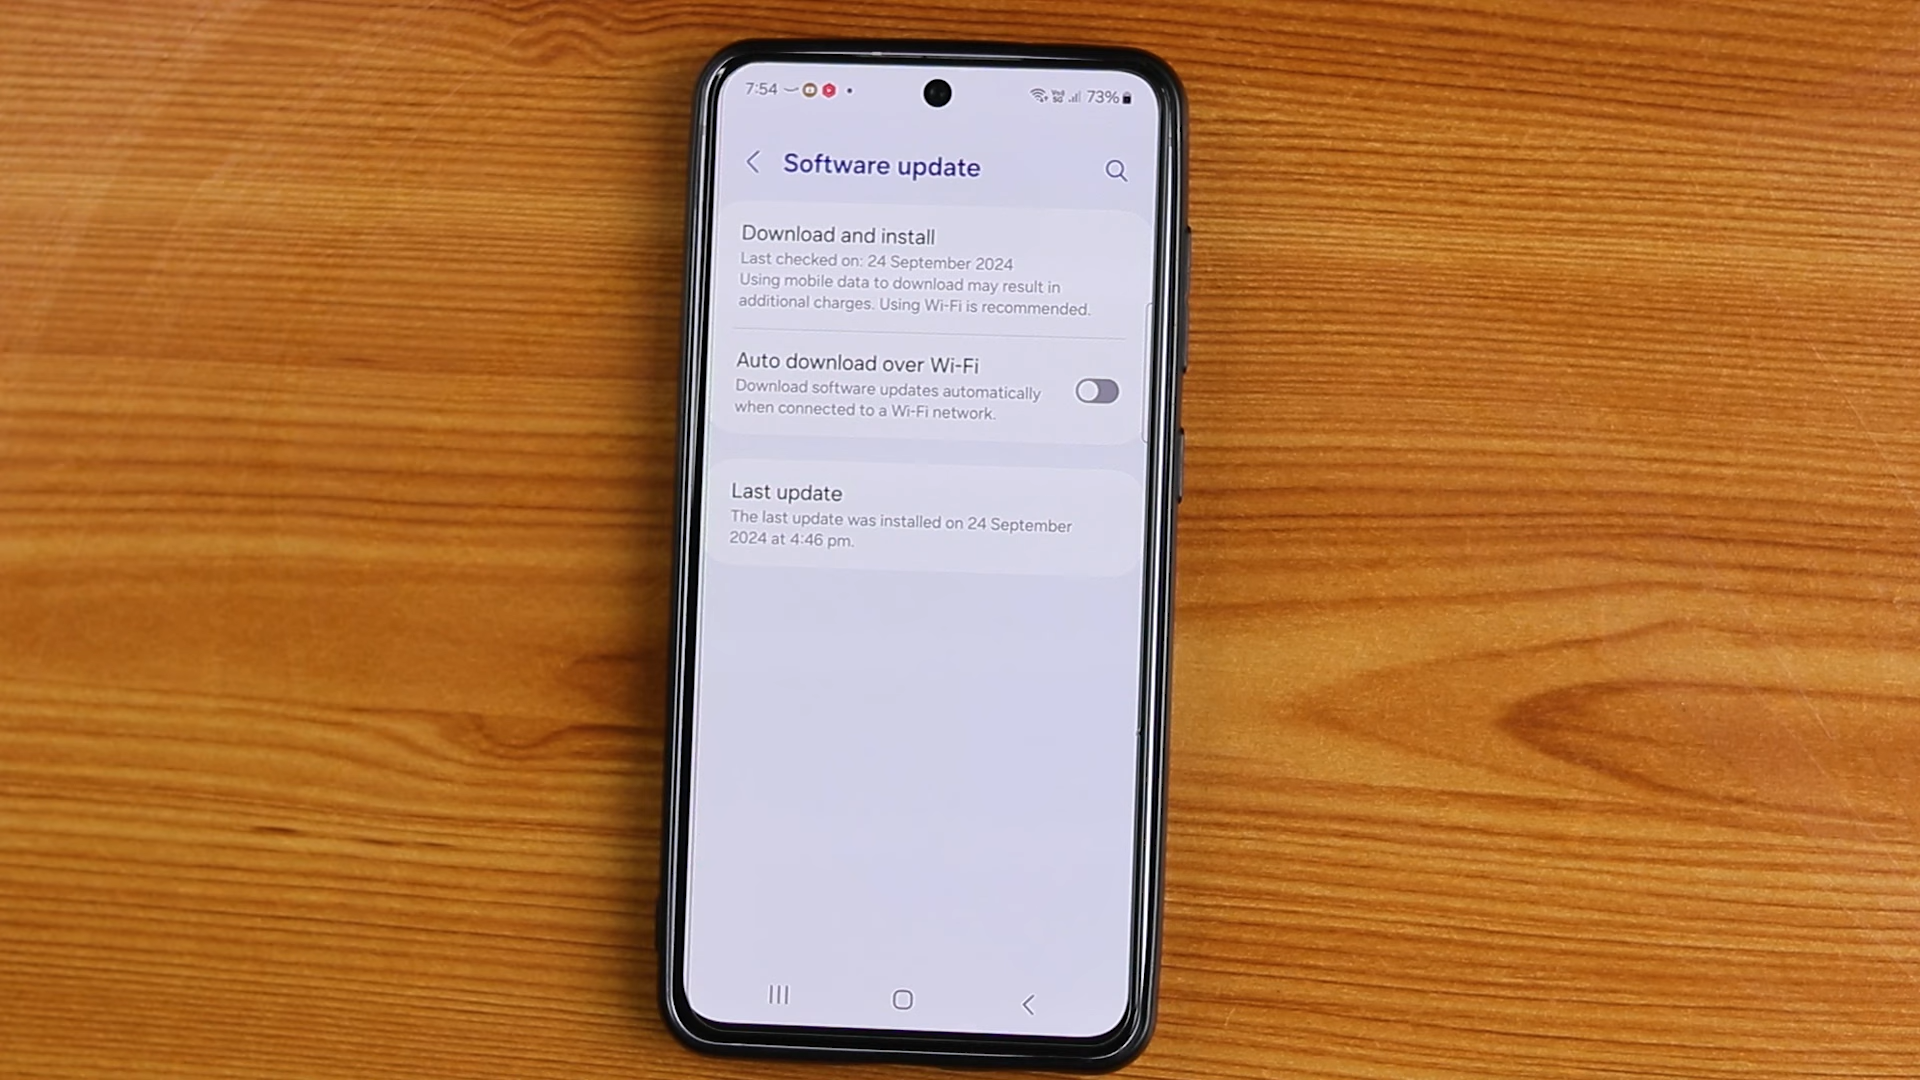 7:54
Vo) 5G 73%
Software update
Download and install
Last checked on: 24 September 2024
Using mobile data to download may result in
additional charges. Using Wi-Fi is recommended.
Auto download over Wi-Fi
Download software updates automatically
when connected to a Wi-Fi network.
Last update
The last update was installed on 24 September
2024 at 4:46 pm.